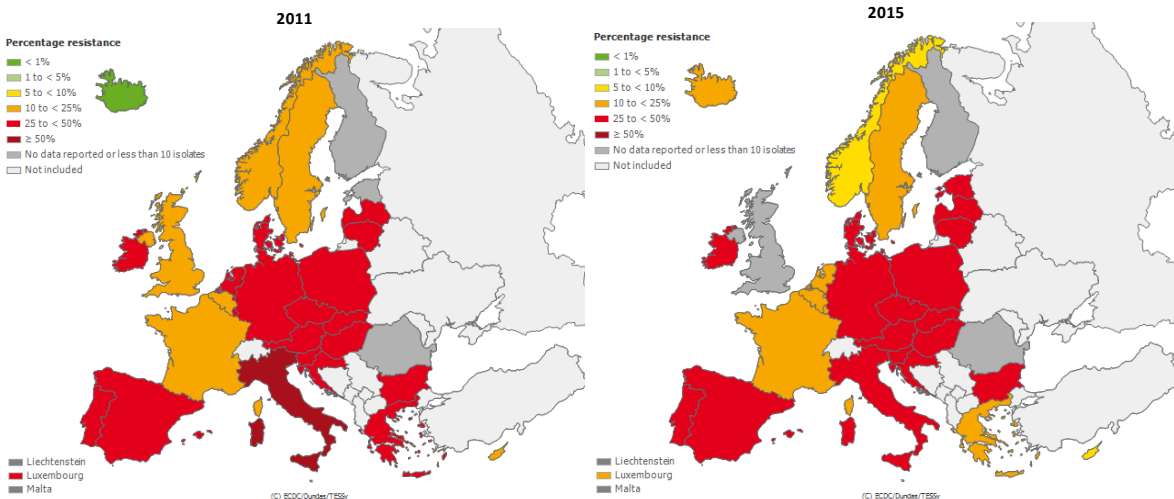 2011
Percentage resistance
< 1%
1 to < 5%
5 to < 10%
10 to < 25%
25 to < 50%
≥ 50%
No data reported or less than 10 isolates
Not included
Liechtenstein
Luxembourg
Malta
(C) ECDC/Dundas/TESSy
2015
Percentage resistance
< 1%
1 to < 5%
5 to < 10%
10 to < 25%
25 to < 50%
≥ 50%
No data reported or less than 10 isolates
Not included
Liechtenstein
Luxembourg
Malta
(C) ECDC/Dundas/TESSy